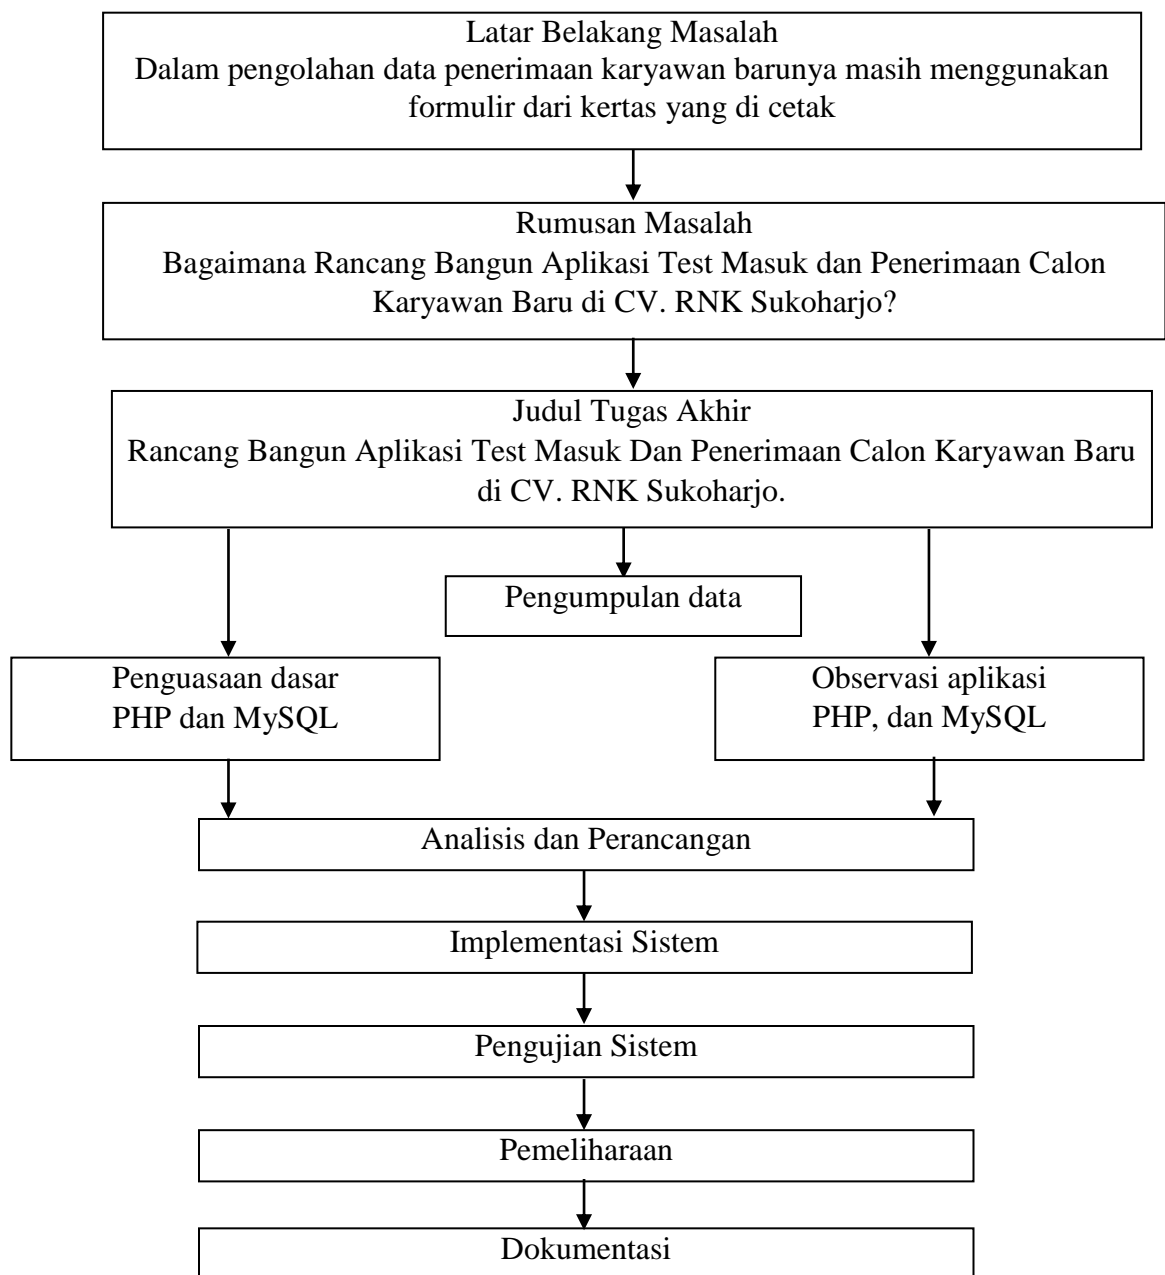 Latar Belakang Masalah
Dalam pengolahan data penerimaan karyawan barunya masih menggunakan
formulir dari kertas yang di cetak
Rumusan Masalah
Bagaimana Rancang Bangun Aplikasi Test Masuk dan Penerimaan Calon
Karyawan Baru di CV. RNK Sukoharjo?
Judul Tugas Akhir
Rancang Bangun Aplikasi Test Masuk Dan Penerimaan Calon Karyawan Baru
di CV. RNK Sukoharjo.
Pengumpulan data
Penguasaan dasar
PHP dan MySQL
Observasi aplikasi
PHP, dan MySQL
Analisis dan Perancangan
Implementasi Sistem
Pengujian Sistem
Pemeliharaan
Dokumentasi